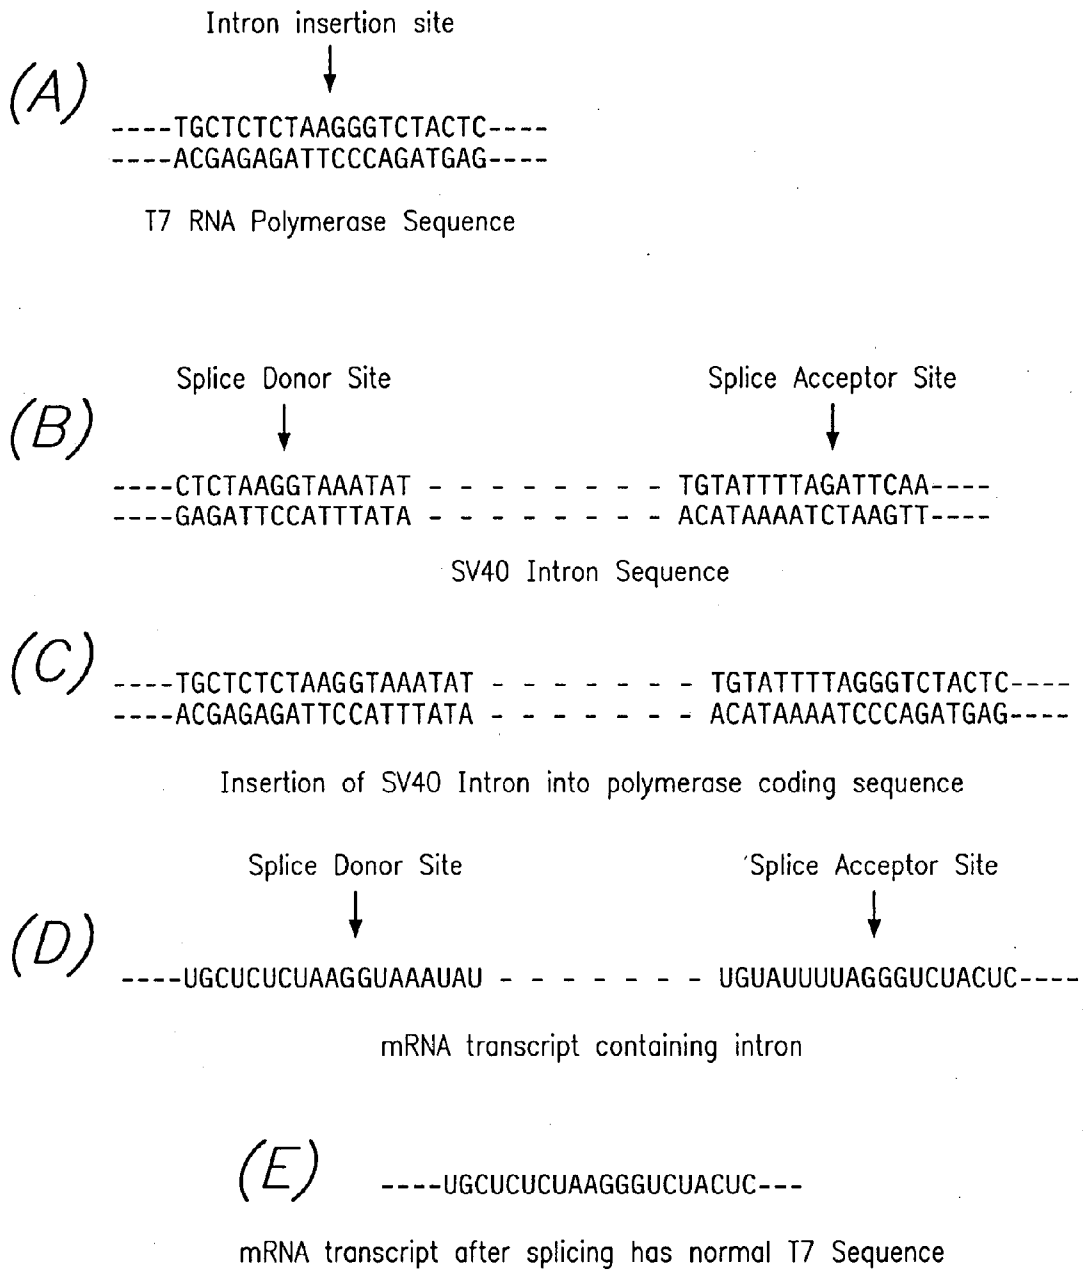 Intron insertion site
(A)
----TGCTCTCTAAGGGTCTACTC----
----ACGAGAGATTCCCAGATGAG----
T7 RNA Polymerase Sequence
Splice Donor Site Splice Acceptor Site
(B)
----CTCTAAGGTAAATAT - - - - - - - - TGTATTTTAGATTCAA----
----GAGATTCCATTTATA - - - - - - - - ACATAAAATCTAAGTT----
SV40 Intron Sequence
(C)
----TGCTCTCTAAGGTAAATAT - - - - - - - TGTATTTTAGGGTCTACTC----
----ACGAGAGATTCCATTTATA - - - - - - - ACATAAAATCCCAGATGAG----
Insertion of SV40 Intron into polymerase coding sequence
Splice Donor Site Splice Acceptor Site
(D)
----UGCUCUCUAAGGUAAAUAU - - - - - - - UGUAUUUUAGGGUCUACUC----
mRNA transcript containing intron
(E)
----UGCUCUCUAAGGGUCUACUC---
mRNA transcript after splicing has normal T7 Sequence